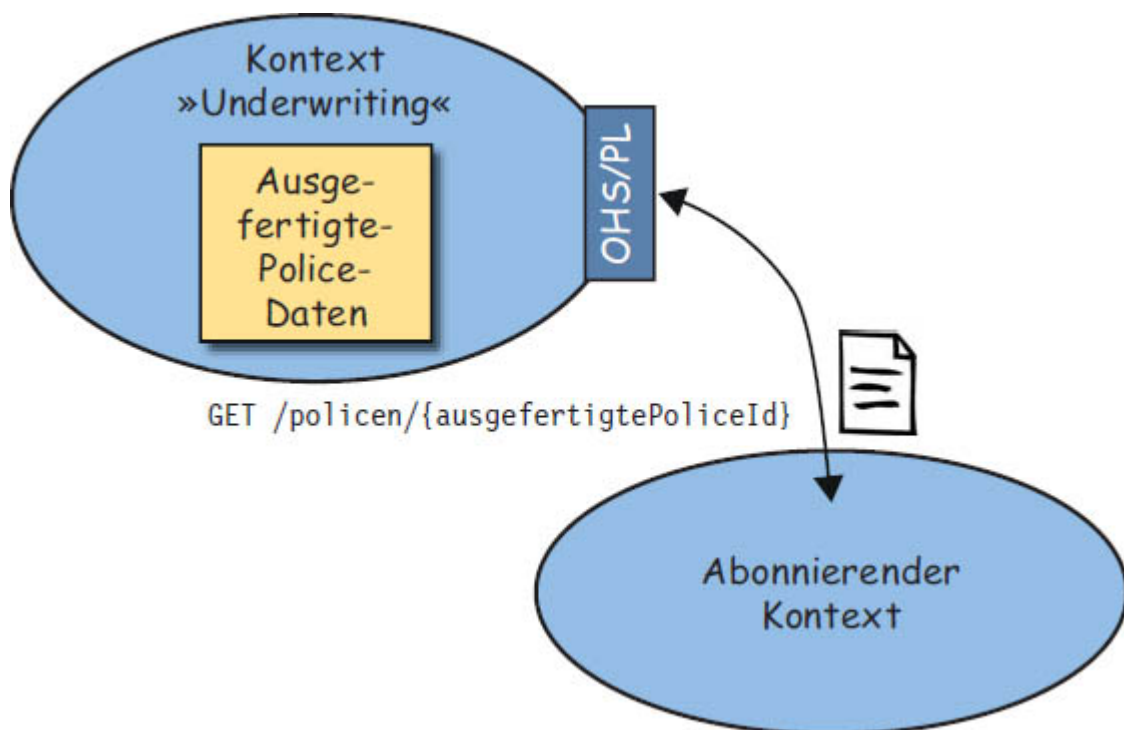 Kontext
»Underwriting«
Ausge-
fertigte-
Police-
Daten
OHS/PL
GET /policen/{ausgefertigtePoliceId}
Abonnierender
Kontext